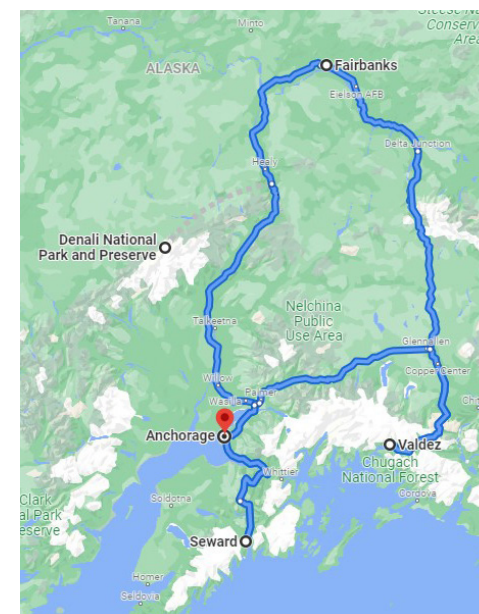 Steese Na
Conserv
Area
Tanana
Minto
ALASKA
Fairbanks
Eielson AFB
Delta Junction
Healy
Denali National
Park and Preserve
Nelchina
Public
Use Area
Talkeetna
Glennallen
Copper Center
Willow
Palmer
Wasilla
Chi
Anchorage
Valdez
Chugach
National Forest
Whittier
Cordova
Clark
al Park
eserve
Soldotna
Seward
Homer
Seldovia